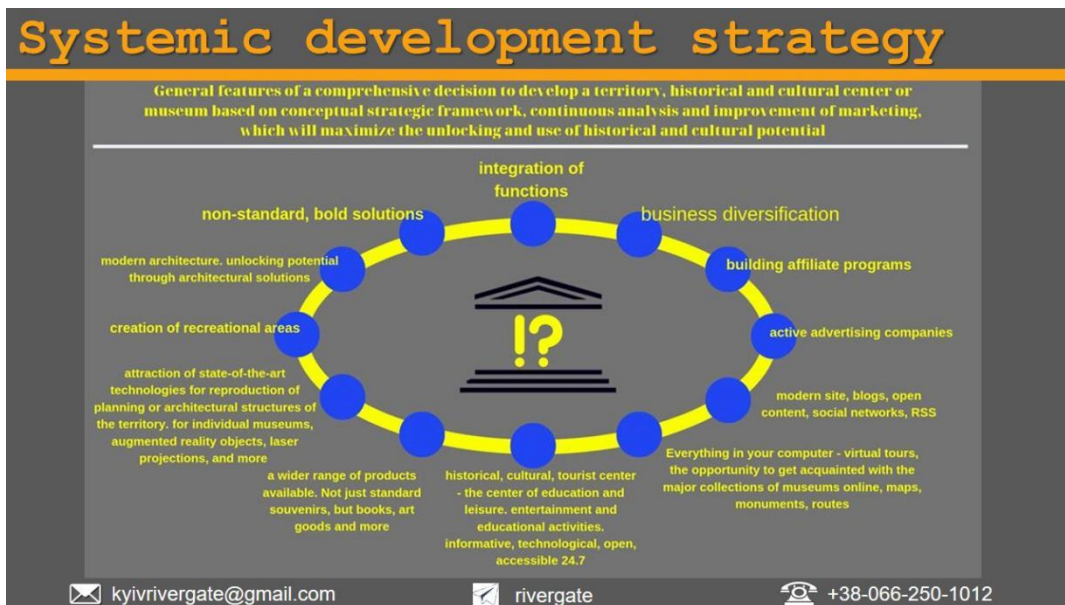 Systemic development strategy
General features of a comprehensive decision to develop a territory, historical and cultural center or
museum based on conceptual strategic framework, continuous analysis and improvement of marketing,
which will maximize the unlocking and use of historical and cultural potential
integration of
functions
non-standard, bold solutions
business diversification
modern architecture. unlocking potential
through architectural solutions
building affiliate programs
creation of recreational areas
!?
active advertising companies
attraction of state-of-the-art
technologies for reproduction of
planning or architectural structures of
the territory. for individual museums,
augmented reality objects, laser
projections, and more
modern site, blogs, open
content, social networks, RSS
a wider range of products
available. Not just standard
souvenirs, but books, art
goods and more
historical, cultural, tourist center
- the center of education and
leisure. entertainment and
educational activities.
informative, technological, open,
accessible 24.7
Everything in your computer - virtual tours,
the opportunity to get acquainted with the
major collections of museums online, maps,
monuments, routes
kyivrivergate@gmail.com
rivergate
+38-066-250-1012